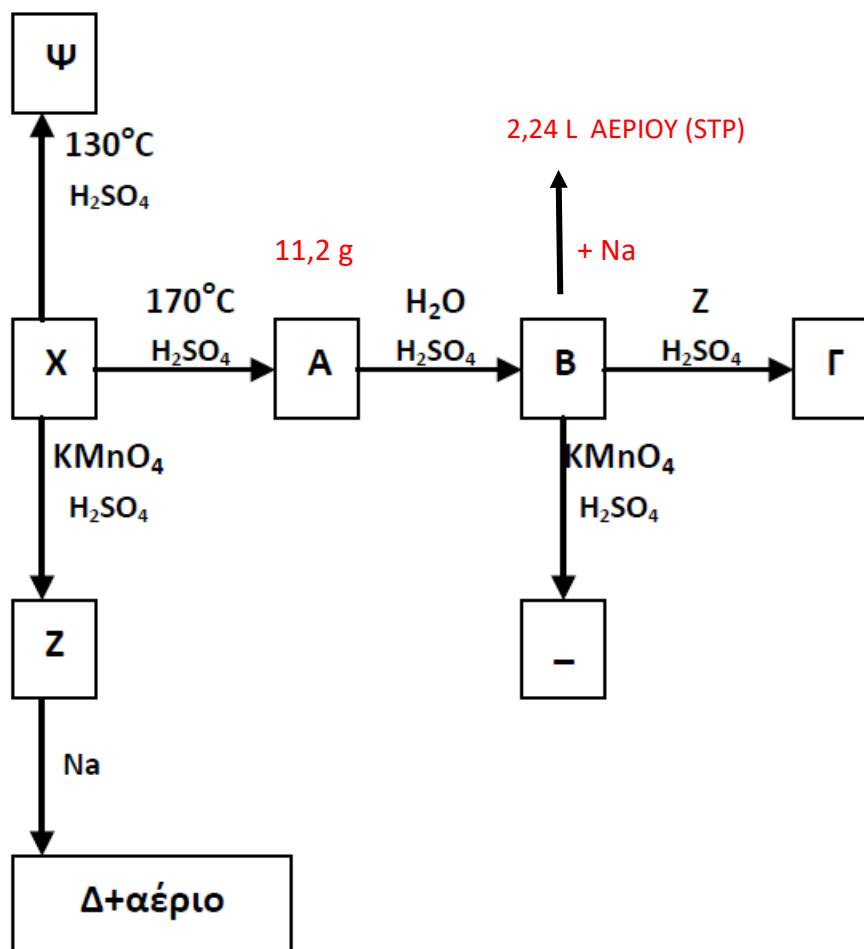 Ψ
130°C
H₂SO₄
2,24 L ΑΕΡΙΟΥ (STP)
+ Na
11,2 g
170°C
H₂SO₄
H₂O
H₂SO₄
Z
H₂SO₄
X
A
B
Γ
KMnO₄
H₂SO₄
KMnO₄
H₂SO₄
Z
–
Na
Δ+αέριο